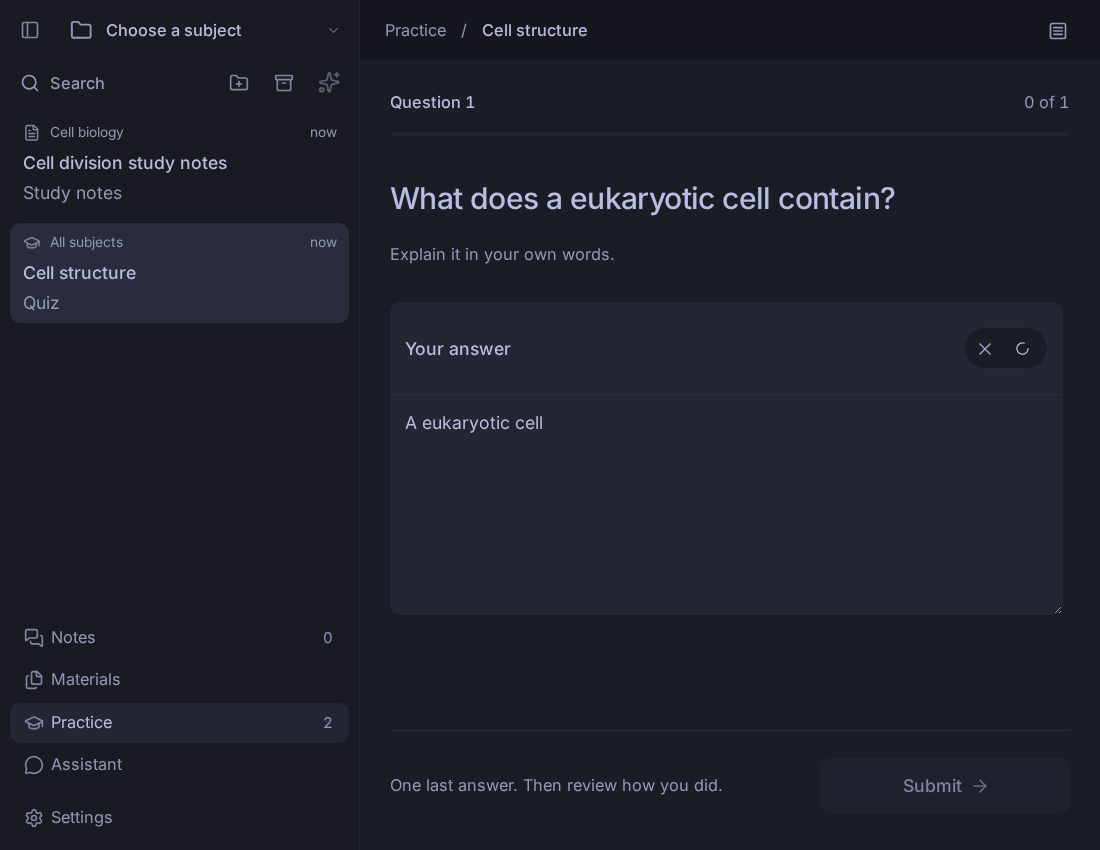 Choose a subject
Search
Cell biology now
Cell division study notes
Study notes
All subjects now
Cell structure
Quiz
Notes 0
Materials
Practice 2
Assistant
Settings
Practice / Cell structure
Question 1 0 of 1
What does a eukaryotic cell contain?
Explain it in your own words.
Your answer
A eukaryotic cell
One last answer. Then review how you did.
Submit